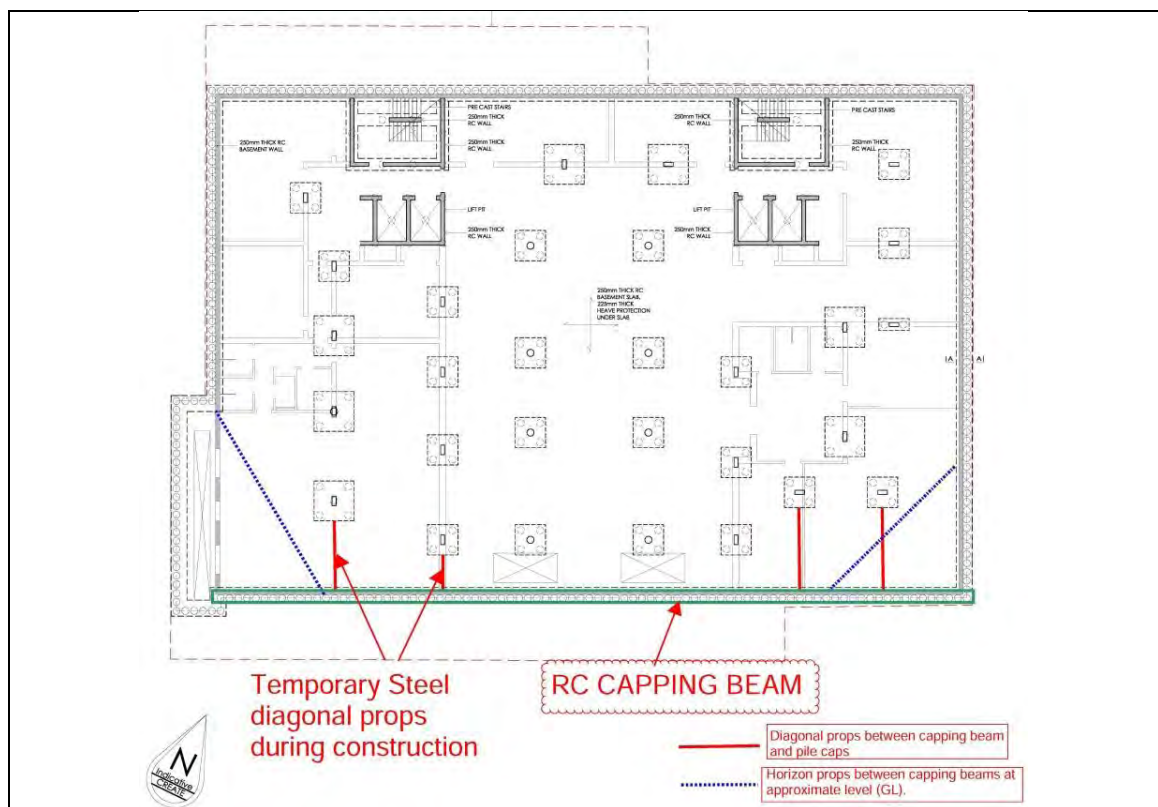 PRE CAST STAIRS
250mm THICK
RC WALL
250mm THICK
RC WALL
250mm THICK RC
BASEMENT WALL
LIFT PIT
250mm THICK
RC WALL
PRE CAST STAIRS
250mm THICK
RC WALL
250mm THICK
RC WALL
LIFT PIT
250mm THICK
RC WALL
250mm THICK RC
BASEMENT SLAB,
225mm THICK
HEAVE PROTECTION
UNDER SLAB
Temporary Steel
diagonal props
during construction
RC CAPPING BEAM
N
Indicative
CREATE
Diagonal props between capping beam
and pile caps
Horizon props between capping beams at
approximate level (GL).